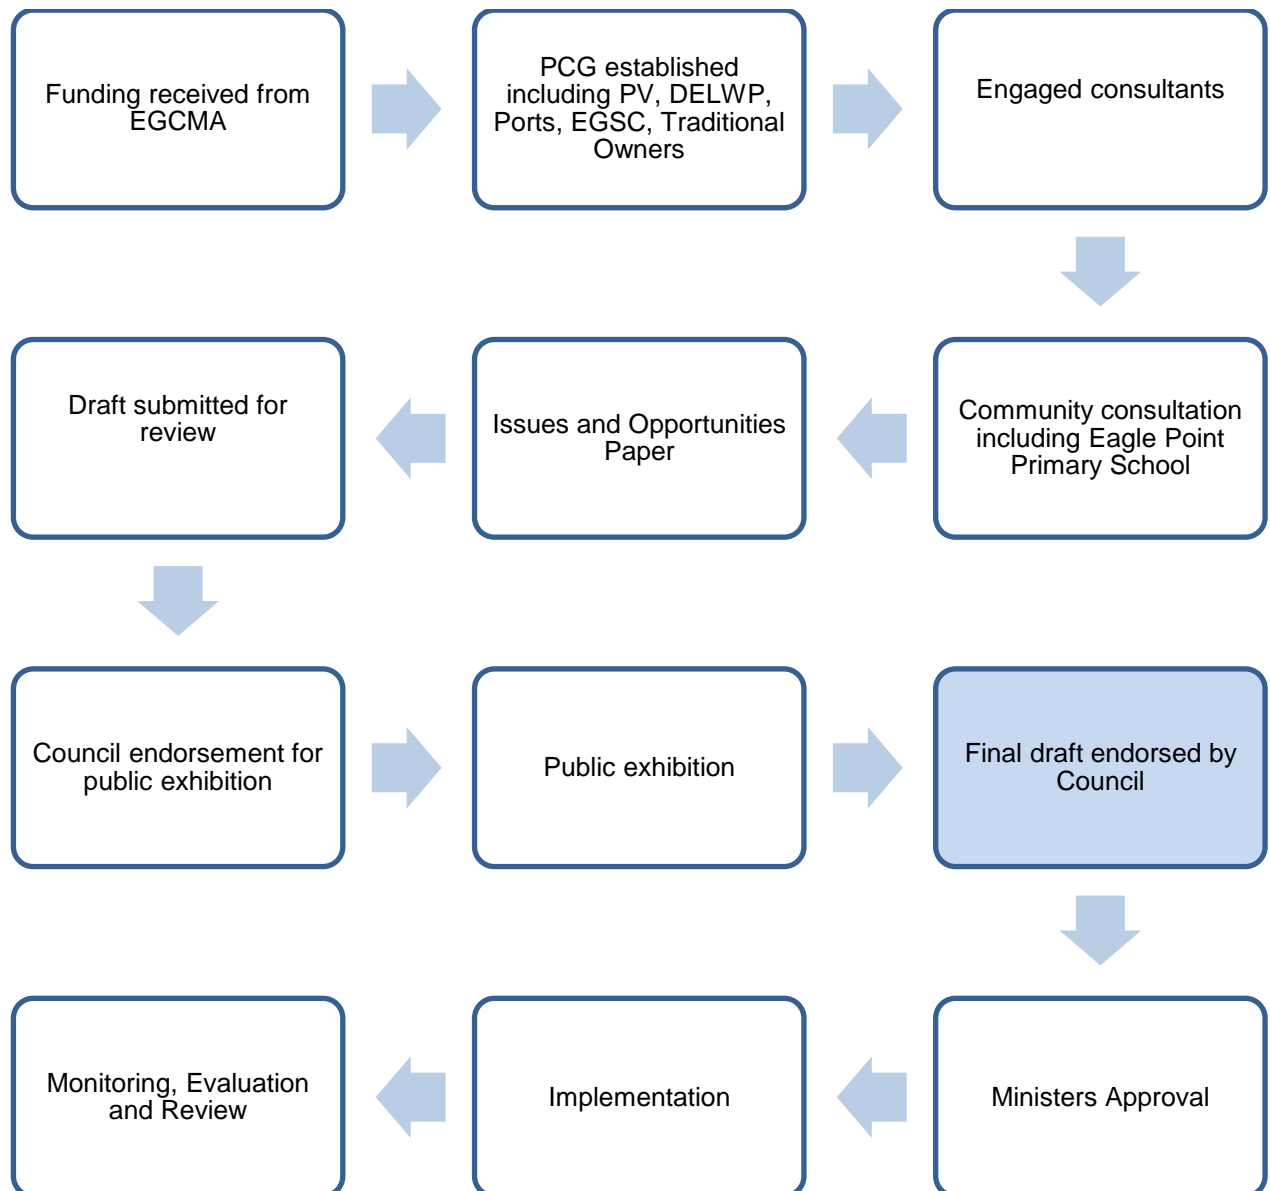 Funding received from
EGCMA
PCG established
including PV, DELWP,
Ports, EGSC, Traditional
Owners
Engaged consultants
Community consultation
including Eagle Point
Primary School
Issues and Opportunities
Paper
Draft submitted for
review
Council endorsement for
public exhibition
Public exhibition
Final draft endorsed by
Council
Ministers Approval
Implementation
Monitoring, Evaluation
and Review